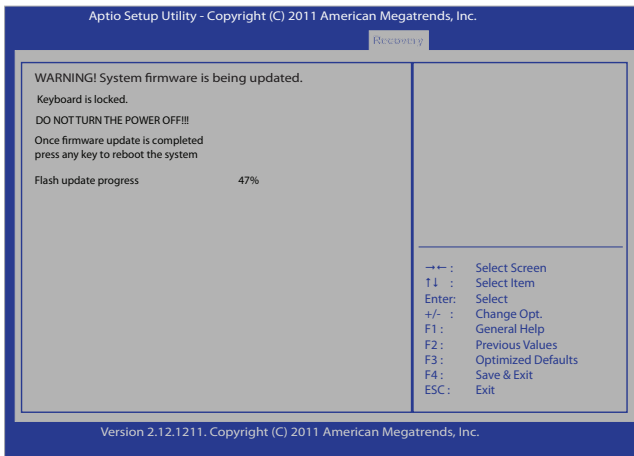 Aptio Setup Utility - Copyright (C) 2011 American Megatrends, Inc.
Recovery
WARNING! System firmware is being updated.
Keyboard is locked.
DO NOT TURN THE POWER OFF!!!
Once firmware update is completed
press any key to reboot the system
Flash update progress 47%
→← : Select Screen
↑↓ : Select Item
Enter: Select
+/- : Change Opt.
F1 : General Help
F2 : Previous Values
F3 : Optimized Defaults
F4 : Save & Exit
ESC : Exit
Version 2.12.1211. Copyright (C) 2011 American Megatrends, Inc.